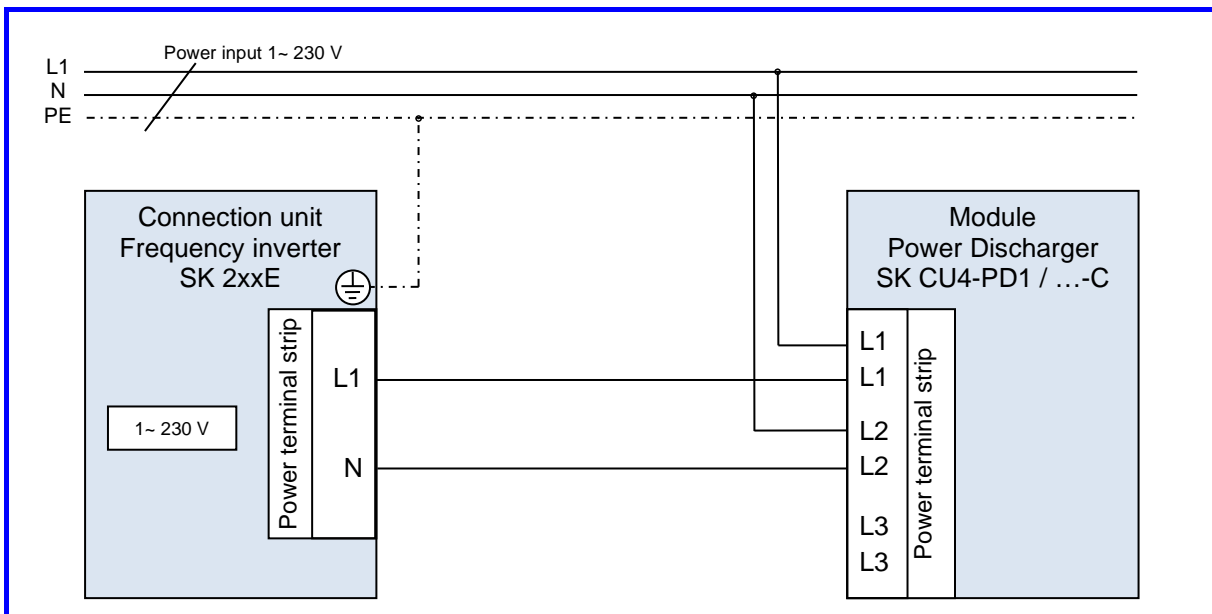 Power input 1~ 230 V
L1
N
PE
Connection unit
Frequency inverter
SK 2xxE
Power terminal strip
L1
N
1~ 230 V
Module
Power Discharger
SK CU4-PD1 / …-C
L1
L1
L2
L2
L3
L3
Power terminal strip